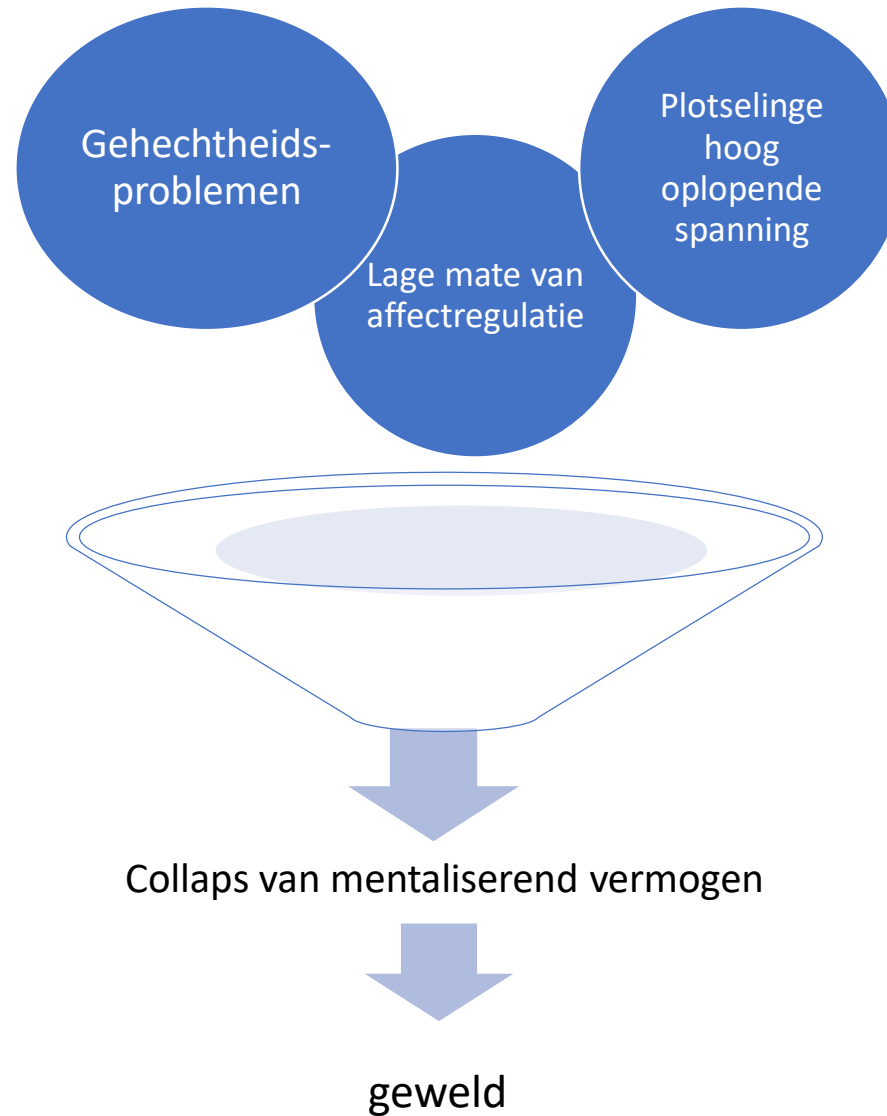 Gehechtheids-
problemen
Lage mate van
affectregulatie
Plotselinge
hoog
oplopende
spanning
Collaps van mentaliserend vermogen
geweld